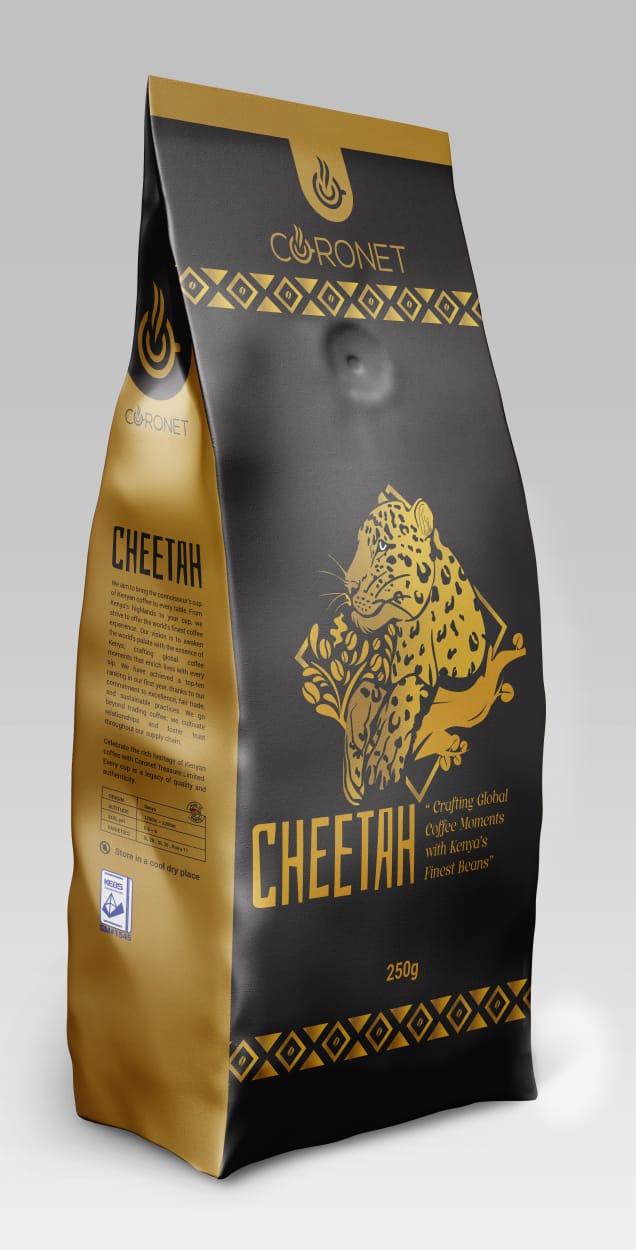 CORONET
CORONET
CHEETAH
We aim to bring the connoisseur's cup
of Kenyan coffee to every table. From
Kenya's highlands to your cup, we
strive to offer the world's finest coffee
experience. Our vision is to awaken
the world's palate with the essence of
Kenya, crafting global coffee
moments that enrich lives with every
sip. We have achieved a top-ten
ranking in our first year, thanks to our
commitment to excellence, fair trade,
and sustainable practices. We go
beyond trading coffee; we cultivate
relationships and foster trust
throughout our supply chain.
Celebrate the rich heritage of Kenyan
coffee with Coronet Treasure Limited.
Every cup is a legacy of quality and
authenticity.
ORIGIN Kenya
ALTITUDE
SOIL pH
VARIETIES
Store in a cool dry place
KEBS
CHEETAH
“ Crafting Global
Coffee Moments
with Kenya's
Finest Beans”
250g